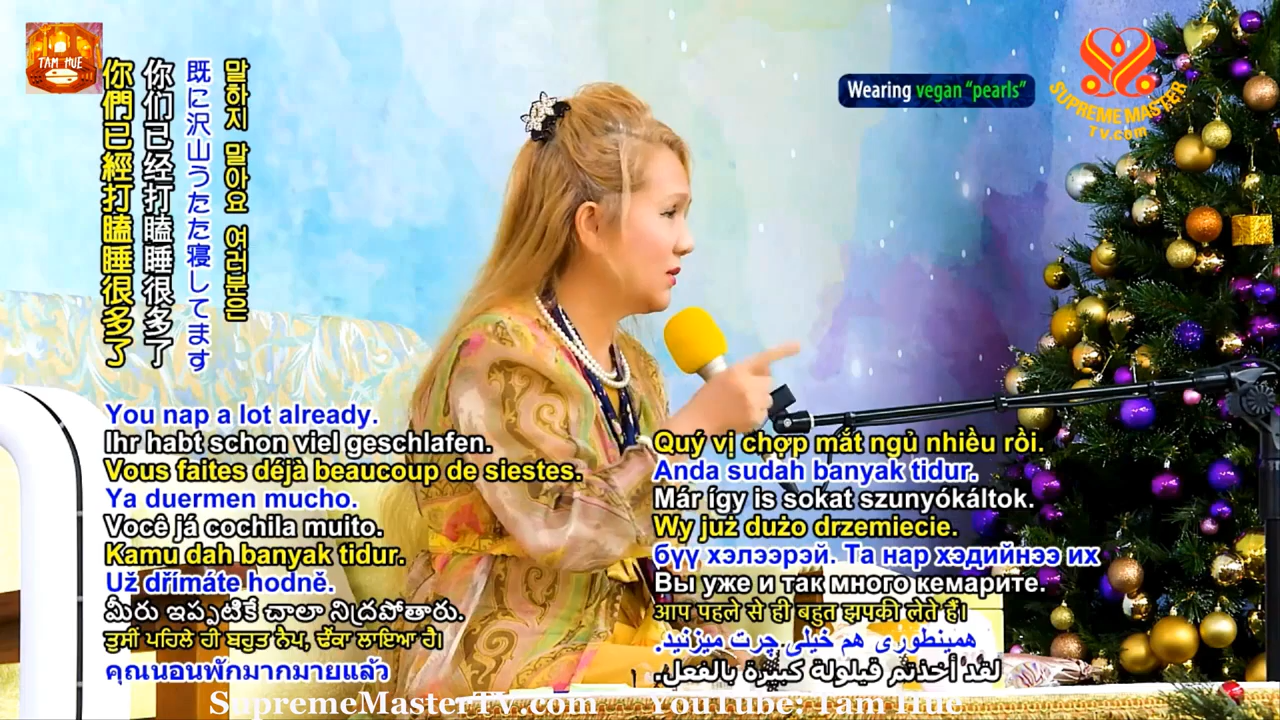 TAM HUE
你們已經打瞌睡很多了
你们已经打瞌睡很多了
既に沢山うたた寝してます
말하지 말아요 여러분은
Wearing vegan “pearls”
SUPREME MASTER
TV.com
You nap a lot already.
Ihr habt schon viel geschlafen.
Vous faites déjà beaucoup de siestes.
Ya duermen mucho.
Você já cochila muito.
Kamu dah banyak tidur.
Už dřímáte hodně.
మీరు ఇప్పటికే చాలా నిద్రపోతారు.
ਤੁਸੀਂ ਪਹਿਲੇ ਹੀ ਬਹੁਤ ਨੈਪ, ਢੌਂਕਾ ਲਾਇਆ ਹੈ।
คุณนอนพักมากมายแล้ว
Quý vị chợp mắt ngủ nhiều rồi.
Anda sudah banyak tidur.
Már így is sokat szunyókáltok.
Wy już dużo drzemiecie.
бүү хэлээрэй. Та нар хэдийнээ их
Вы уже и так много кемарите.
आप पहले से ही बहुत झपकी लेते हैं।
همینطوری هم خیلی چرت میزنید.
لقد أخذتم قيلولة كبيرة بالفعل.
SupremeMasterTV.com YouTube: Tam Hue